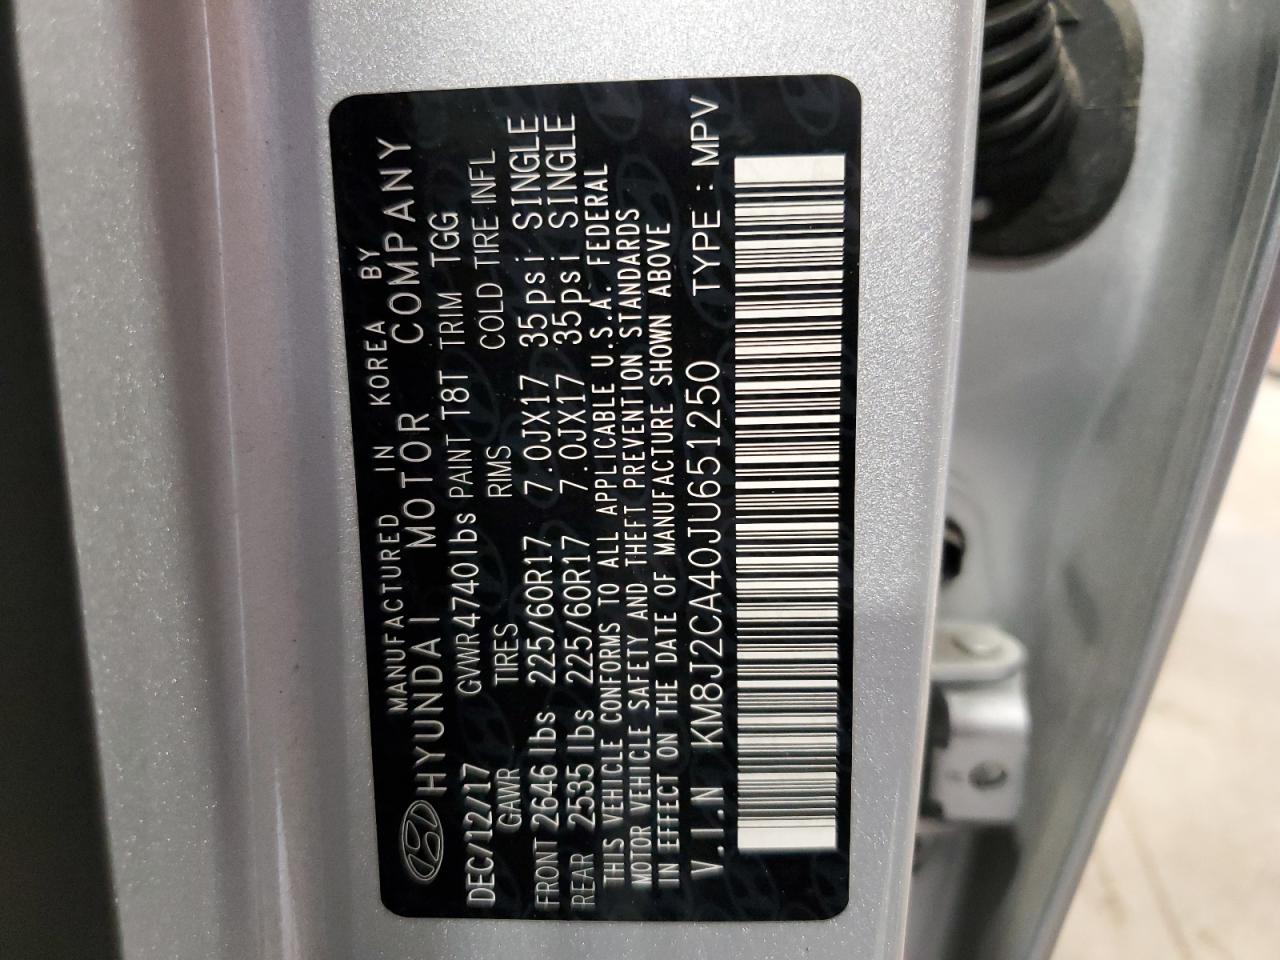 MANUFACTURED IN KOREA BY
HYUNDAI MOTOR COMPANY
DEC/12/17 GVWR4740lbs PAINT T8T TRIM TGG
GAWR TIRES RIMS COLD TIRE INFL
FRONT 2646lbs 225/60R17 7.0JX17 35psi SINGLE
REAR 2535lbs 225/60R17 7.0JX17 35psi SINGLE
THIS VEHICLE CONFORMS TO ALL APPLICABLE U.S.A. FEDERAL
MOTOR VEHICLE SAFETY AND THEFT PREVENTION STANDARDS
IN EFFECT ON THE DATE OF MANUFACTURE SHOWN ABOVE
V.I.N KM8J2CA40JU651250 TYPE : MPV